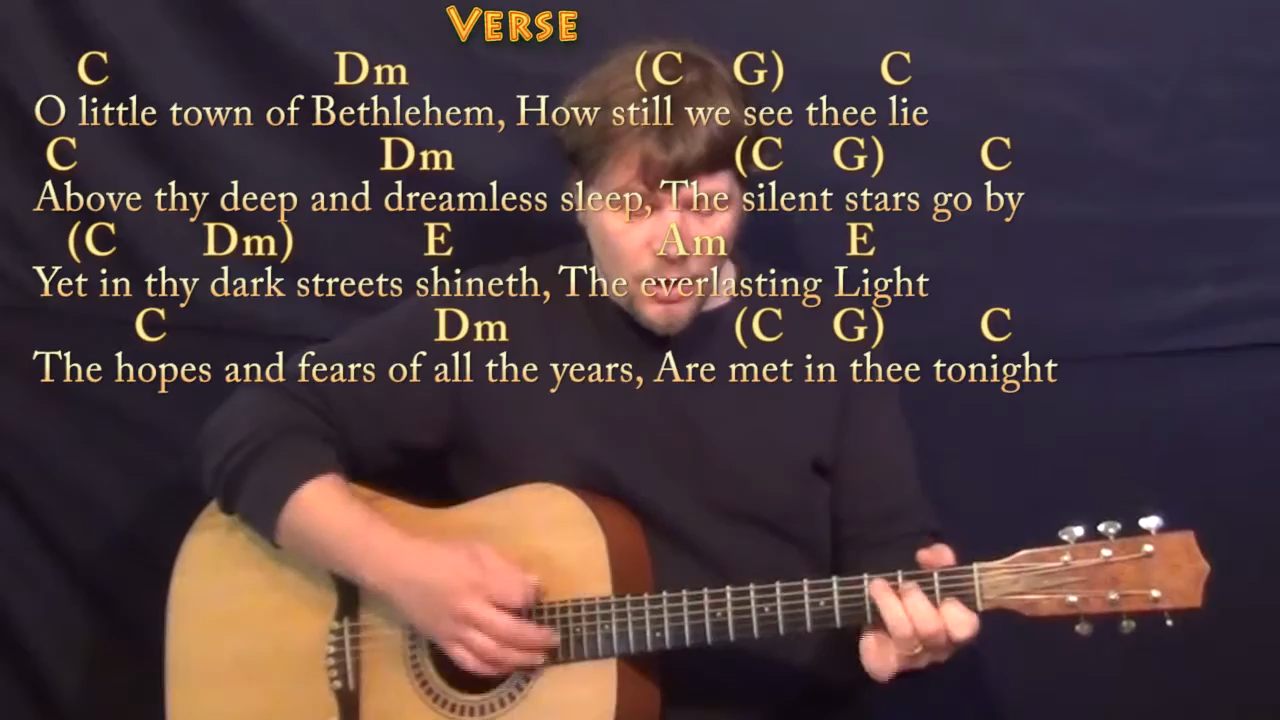 VERSE
C Dm (C G) C
O little town of Bethlehem, How still we see thee lie
C Dm (C G) C
Above thy deep and dreamless sleep, The silent stars go by
(C Dm) E Am E
Yet in thy dark streets shineth, The everlasting Light
C Dm (C G) C
The hopes and fears of all the years, Are met in thee tonight